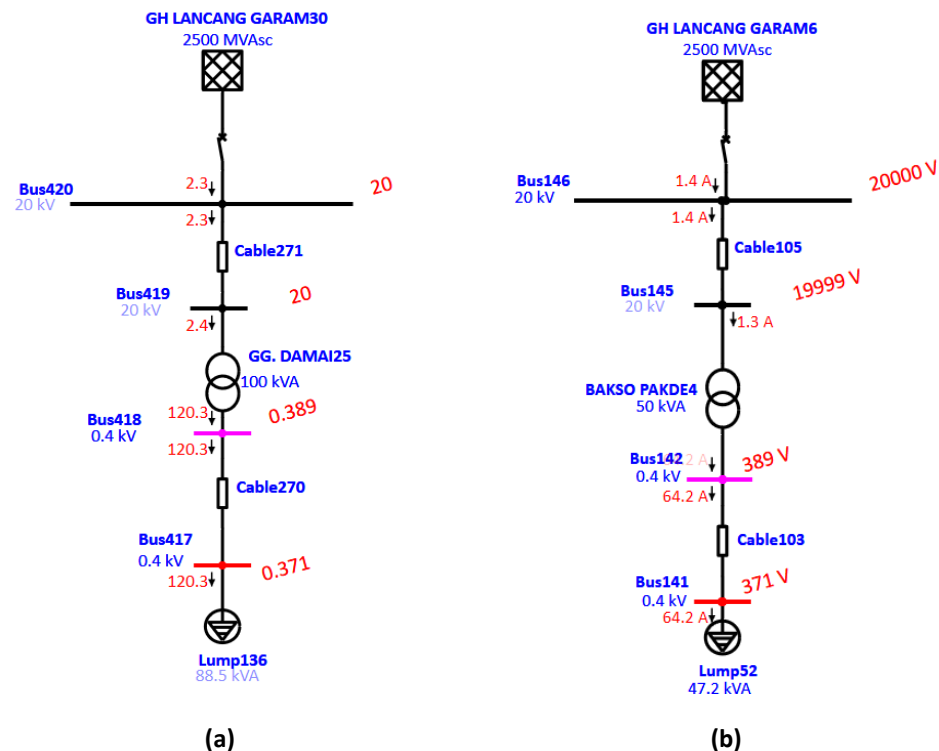 GH LANCANG GARAM30
2500 MVAsc
2.3
Bus420
20 kV
20
2.3
Cable271
Bus419
20 kV
20
2.4
GG. DAMAI25
100 kVA
120.3
0.389
Bus418
0.4 kV
120.3
Cable270
Bus417
0.4 kV
0.371
120.3
Lump136
88.5 kVA
(a)
GH LANCANG GARAM6
2500 MVAsc
1.4 A
20000 V
Bus146
20 kV
1.4 A
Cable105
Bus145
20 kV
19999 V
1.3 A
BAKSO PAKDE4
50 kVA
Bus142
0.4 kV
.2 A
389 V
64.2 A
Cable103
Bus141
0.4 kV
371 V
64.2 A
Lump52
47.2 kVA
(b)